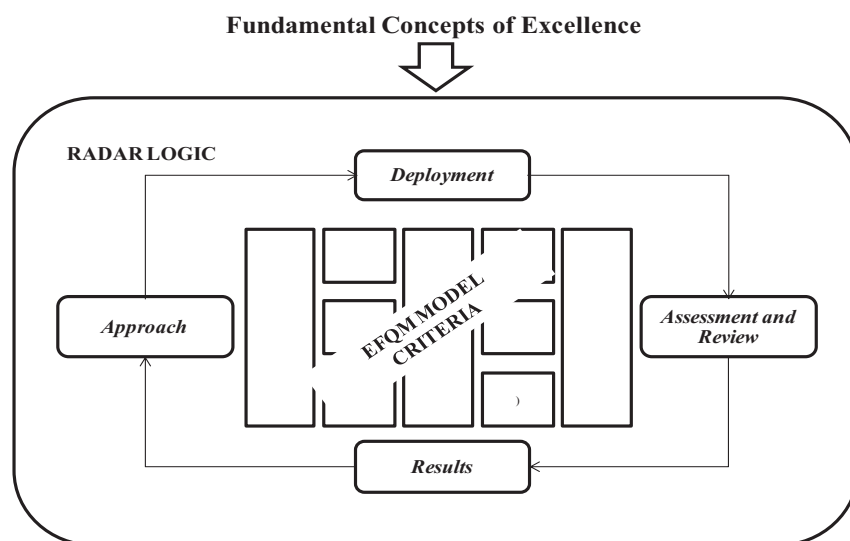 Fundamental Concepts of Excellence
RADAR LOGIC
Deployment
Approach
EFQM MODEL
CRITERIA
Assessment and
Review
)
Results